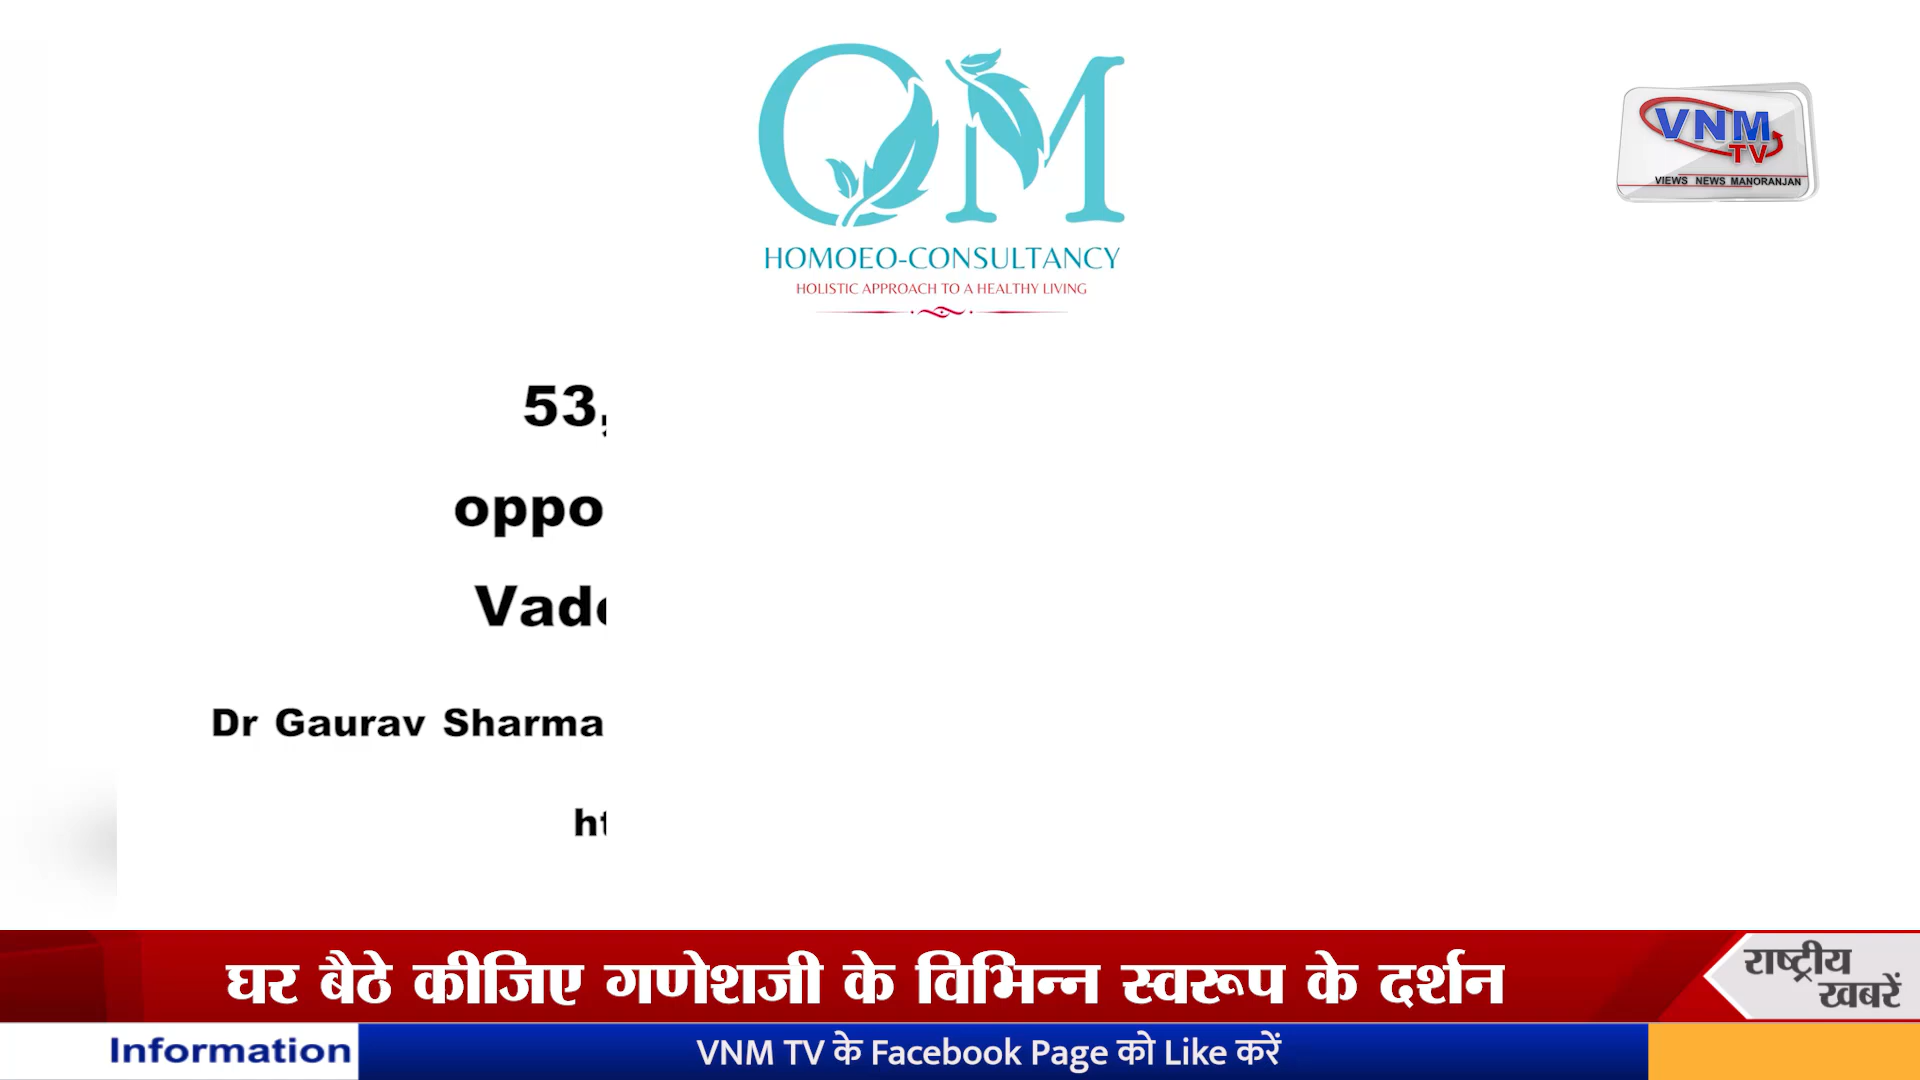 OM
HOMOEO-CONSULTANCY
HOLISTIC APPROACH TO A HEALTHY LIVING
VNM
TV
VIEWS NEWS MANORANJAN
53,
oppo
Vad
Dr Gaurav Sharma
ht
घर बैठे कीजिए गणेशजी के विभिन्न स्वरूप के दर्शन
राष्ट्रीय
खबरें
Information
VNM TV के Facebook Page को Like करें